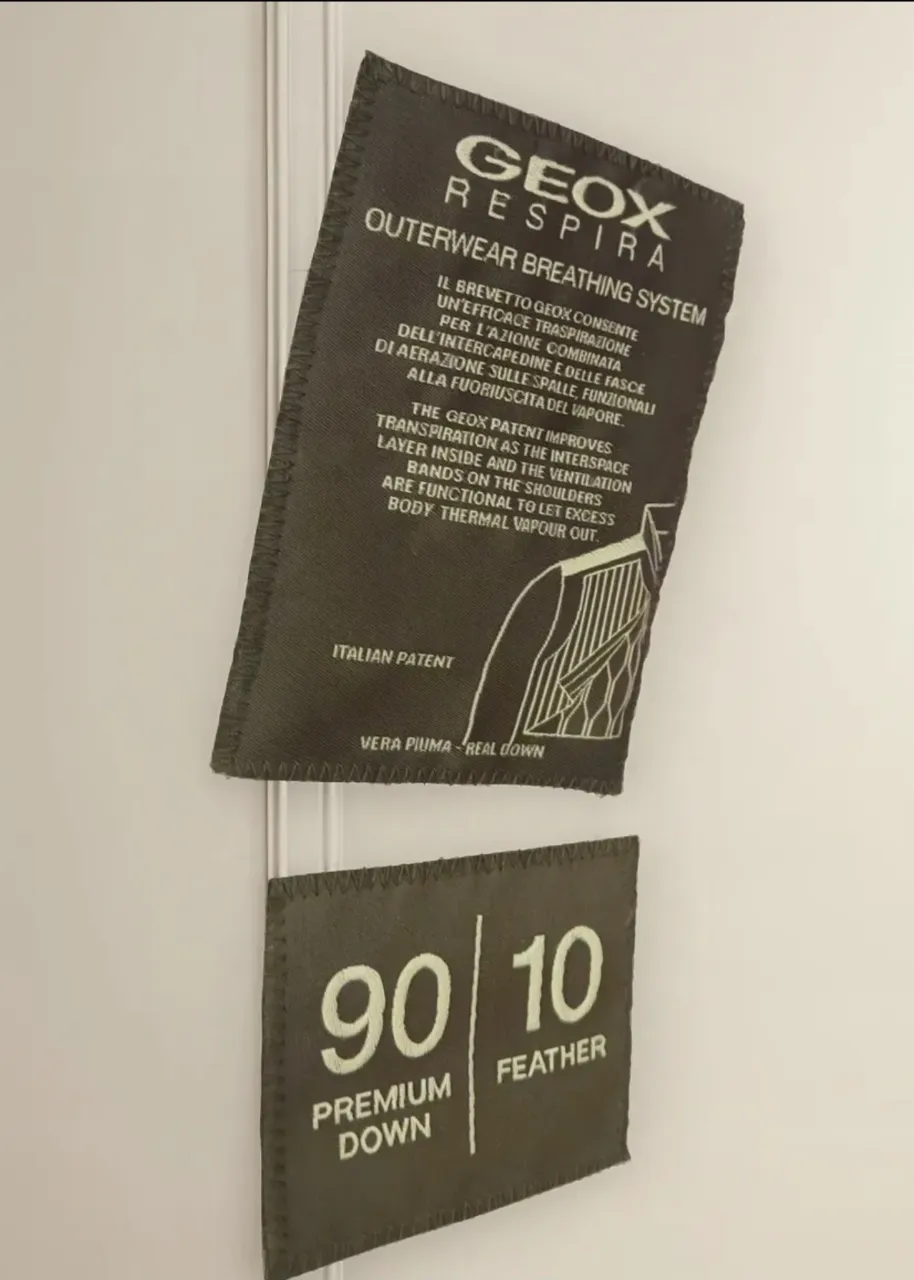 GEOX
RESPIRA
OUTERWEAR BREATHING SYSTEM
IL BREVETTO GEOX CONSENTE
UN'EFFICACE TRASPIRAZIONE
PER L'AZIONE COMBINATA
DELL'INTERCAPEDINE E DELLE FASCE
DI AERAZIONE SULLE SPALLE, FUNZIONALI
ALLA FUORIUSCITA DEL VAPORE.
THE GEOX PATENT IMPROVES
TRANSPIRATION AS THE INTERSPACE
LAYER INSIDE AND THE VENTILATION
BANDS ON THE SHOULDERS
ARE FUNCTIONAL TO LET EXCESS
BODY THERMAL VAPOUR OUT.
ITALIAN PATENT
VERA PIUMA - REAL DOWN
90
PREMIUM
DOWN
10
FEATHER